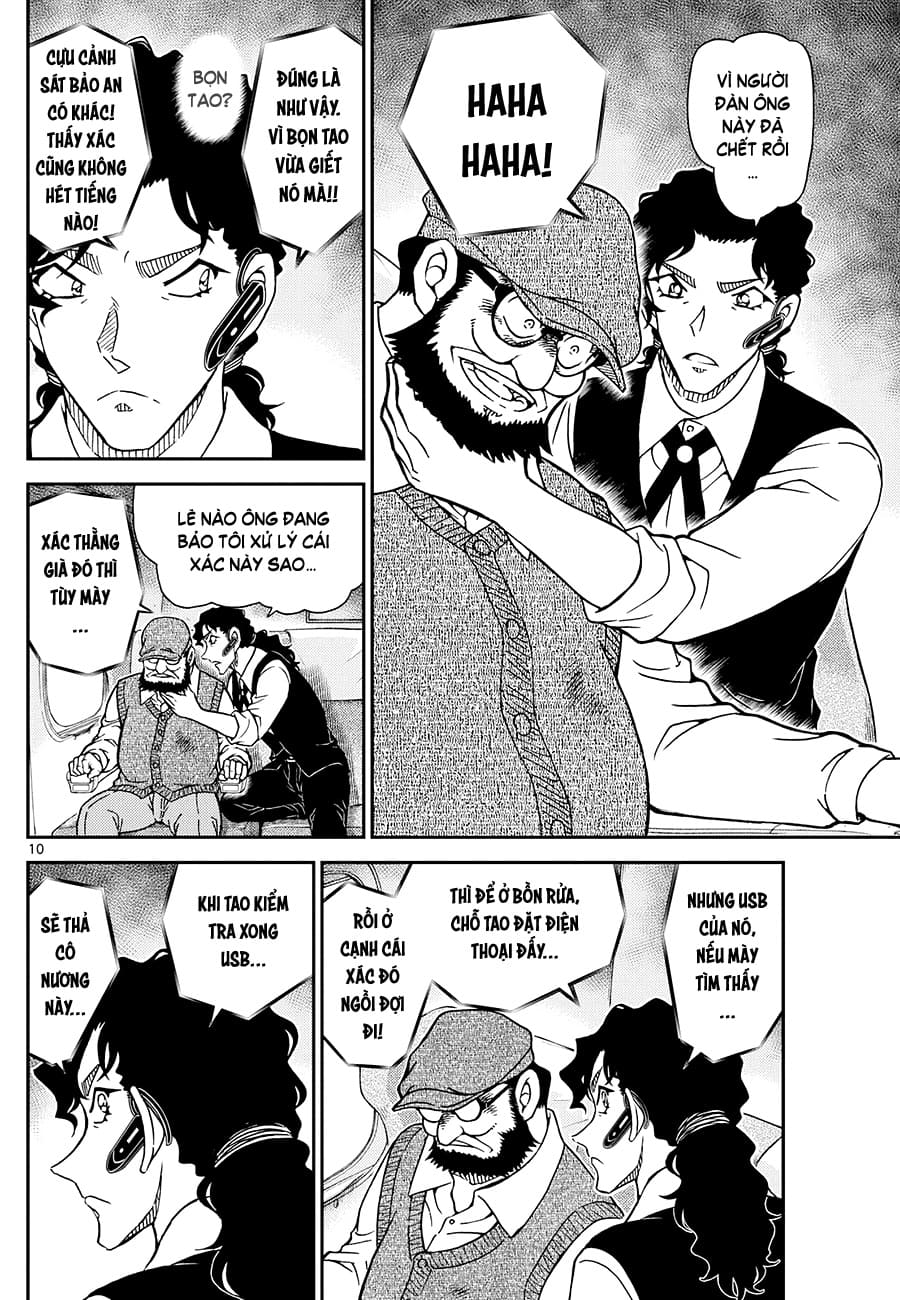 VÌ NGƯỜI
ĐÀN ÔNG
NÀY ĐÃ
CHẾT RỒI
...
HAHA
HAHA!
ĐÚNG LÀ
NHƯ VẬY.
VÌ BỌN TAO
VỪA GIẾT
NÓ MÀ!!
BỌN
TAO?
CỰU CẢNH
SÁT BẢO AN
CÓ KHÁC!
THẤY XÁC
CŨNG KHÔNG
HÉT TIẾNG
NÀO!
LẼ NÀO ÔNG ĐANG
BẢO TÔI XỬ LÝ CÁI
XÁC NÀY SAO...
XÁC THẰNG
GIÀ ĐÓ THÌ
TÙY MÀY
...
10
NHƯNG USB
CỦA NÓ,
NẾU MÀY
TÌM THẤY
...
THÌ ĐỂ Ở BỒN RỬA,
CHỖ TAO ĐẶT ĐIỆN
THOẠI ĐẤY...
RỒI Ở
CẠNH CÁI
XÁC ĐÓ
NGỒI ĐỢI
ĐI!
KHI TAO KIỂM
TRA XONG
USB...
SẼ THẢ
CÔ
NƯƠNG
NÀY...